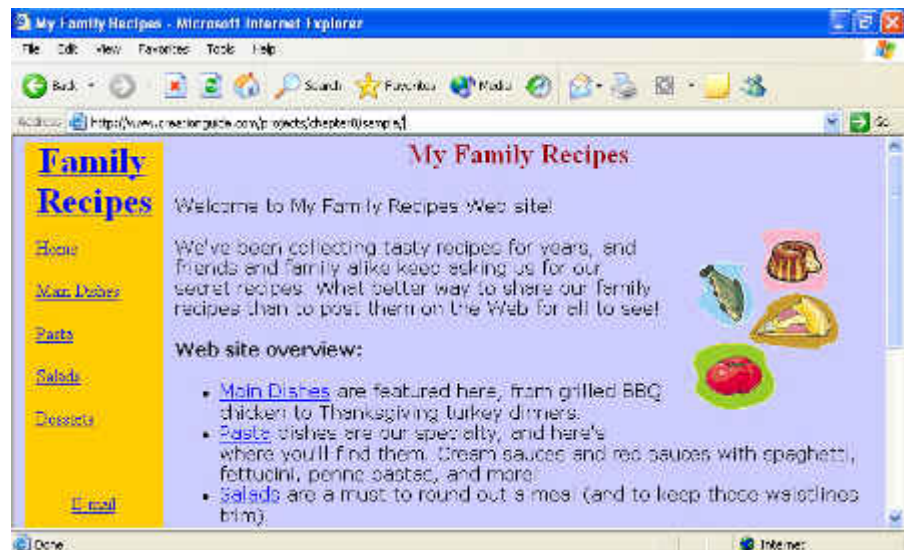 My Family Recipes - Microsoft Internet Explorer
File Edit View Favorites Tools Help
Back Search Favorites Media
Address http://www.creationguide.com/projects/chapter8/sample/ Go
Family
Recipes
Home
Main Dishes
Pasta
Salads
Desserts
E-mail
My Family Recipes
Welcome to My Family Recipes Web site!
We've been collecting tasty recipes for years, and
friends and family alike keep asking us for our
secret recipes. What better way to share our family
recipes than to post them on the Web for all to see!
Web site overview:
• Main Dishes are featured here, from grilled BBQ
chicken to Thanksgiving turkey dinners.
• Pasta dishes are our specialty, and here's
where you'll find them. Cream sauces and red sauces with spaghetti,
fettucini, penne pastas, and more!
• Salads are a must to round out a meal (and to keep those waistlines
trim).
Done Internet